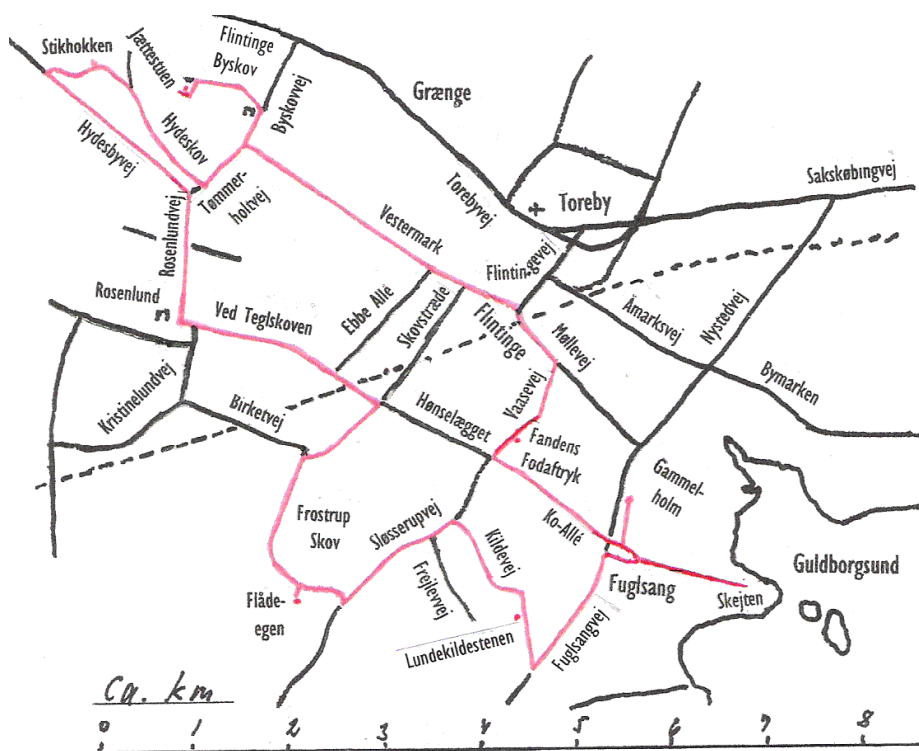 Stikhokken
Jættestuen
Flintinge
Byskov
Byskovvej
Grænge
Hydesbyvej
Hydeskov
Tømmer-
holtvej
Torebyvej
Toreby
Sakskøbingvej
Rosenlundvej
Vestermark
Flintin-gevej
Rosenlund
Ved Teglskoven
Ebbe Allé
Skovstræde
Flintinge
Møllevej
Åmarksvej
Nystedvej
Bymarken
Kristinelundvej
Birketvej
Hønselægget
Vaasevej
Fandens
Fodaftryk
Gammel-
holm
Frostrup
Skov
Sløsserupvej
Kildevej
Ko-Allé
Guldborgsund
Flåde-
egen
Frejlevvej
Fuglsang
Skejten
Lundekildestenen
Fuglsangvej
ca. km
0 1 2 3 4 5 6 7 8